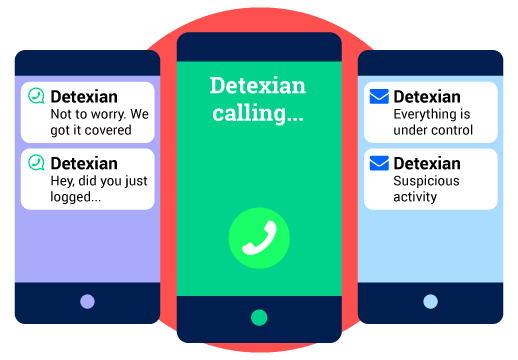 Detexian
Not to worry. We
got it covered
Detexian
Hey, did you just
logged...
Detexian
calling...
Detexian
Everything is
under control
Detexian
Suspicious
activity